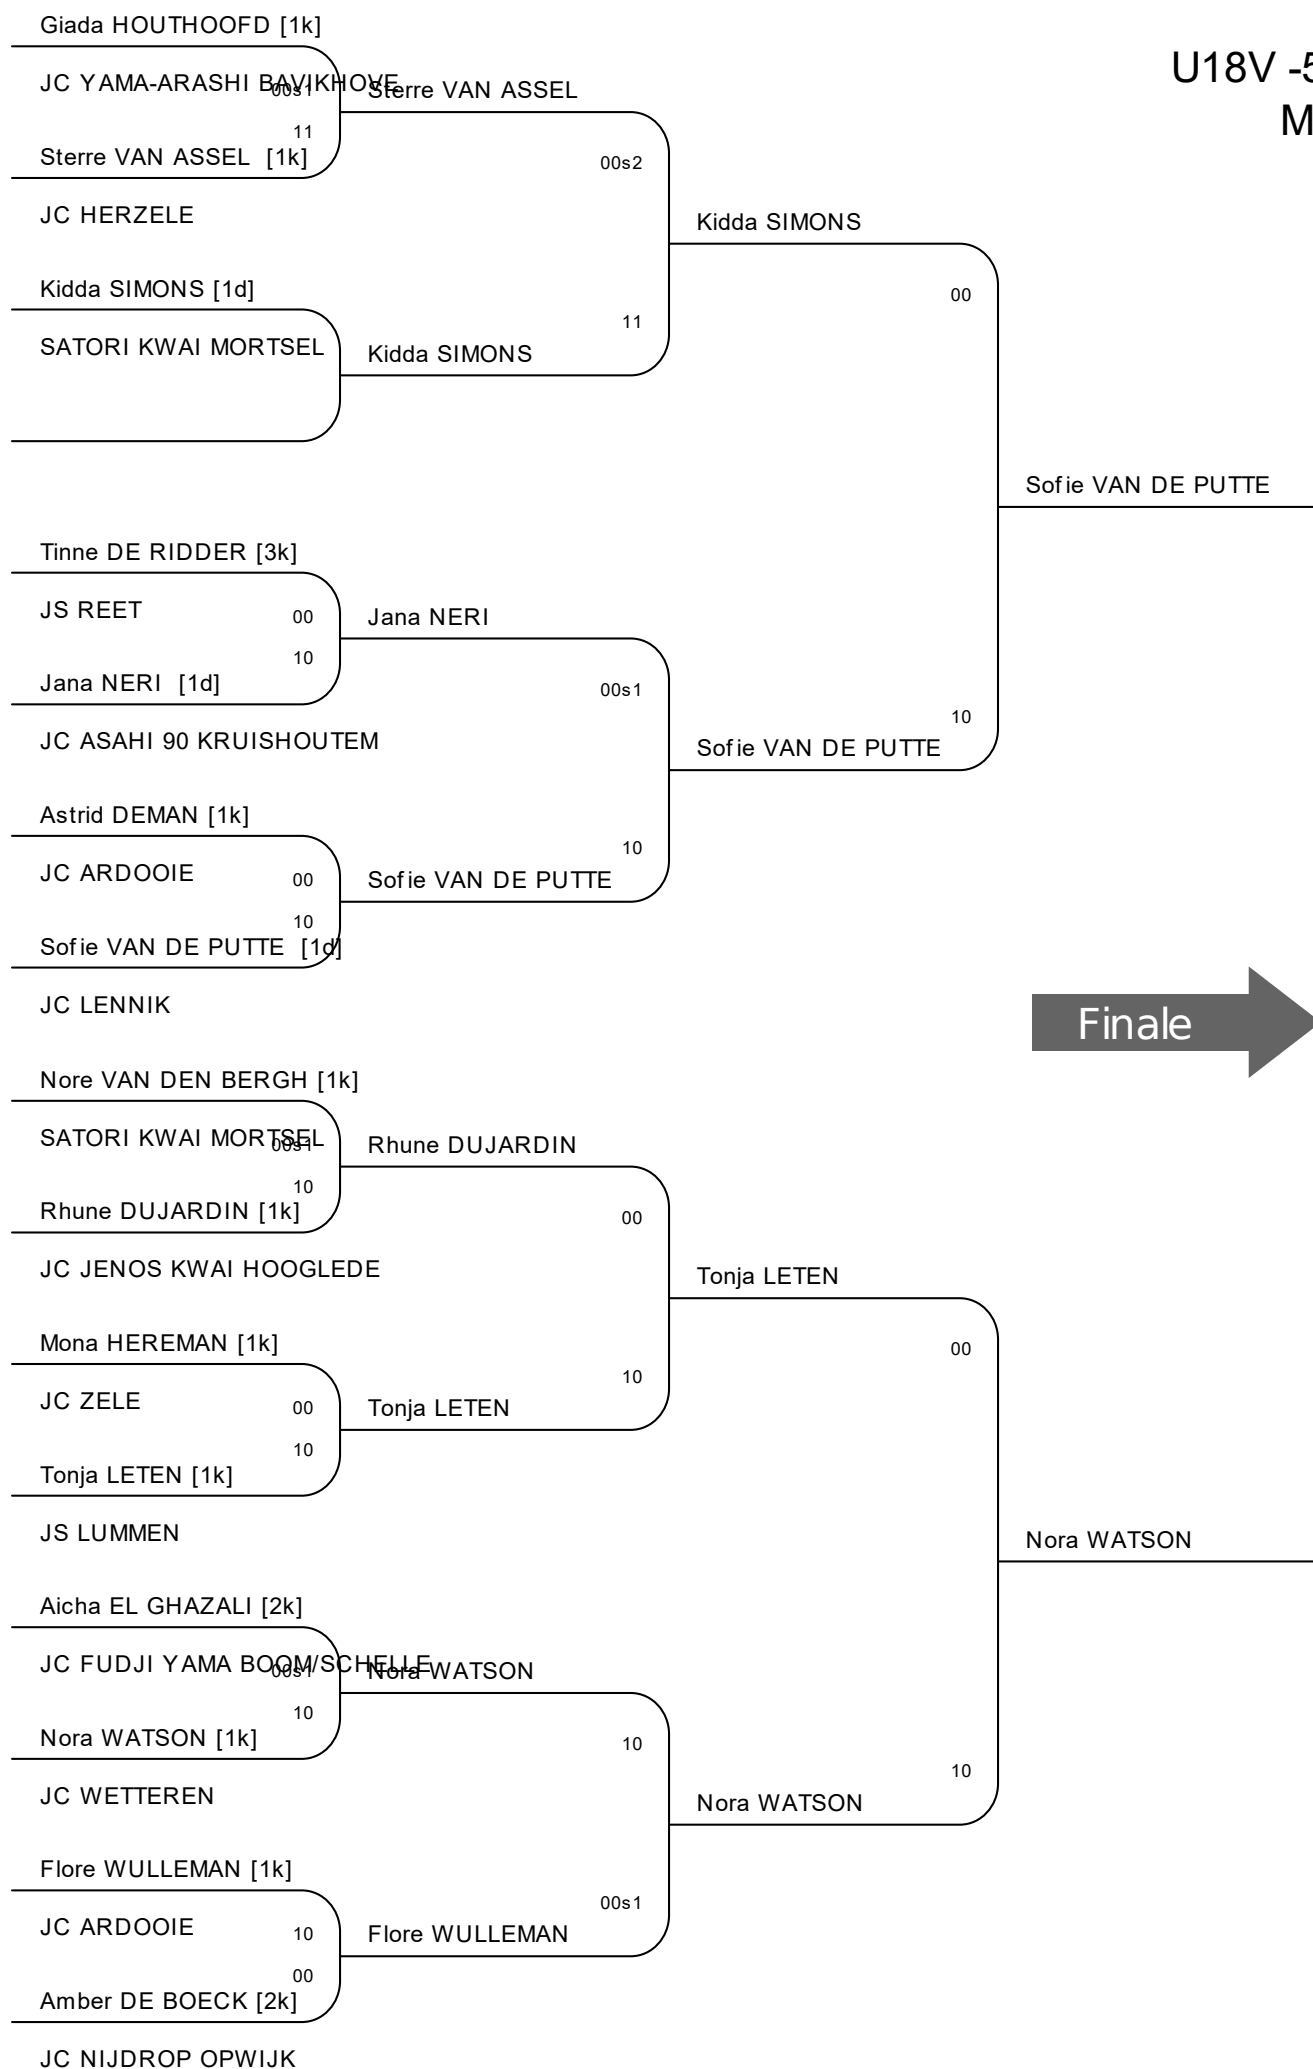 Giada HOUTHOOFD [1k]
U18V -5
JC YAMA-ARASHI BAVIKHOVE
00s1
Sterre VAN ASSEL
M
11
Sterre VAN ASSEL [1k]
00s2
JC HERZELE
Kidda SIMONS
Kidda SIMONS [1d]
00
11
SATORI KWAI MORTSEL
Kidda SIMONS
Sofie VAN DE PUTTE
Tinne DE RIDDER [3k]
JS REET
00
Jana NERI
10
Jana NERI [1d]
00s1
10
JC ASAHI 90 KRUISHOUTEM
Sofie VAN DE PUTTE
Astrid DEMAN [1k]
10
JC ARDOOIE
00
Sofie VAN DE PUTTE
10
Sofie VAN DE PUTTE [1d]
JC LENNIK
Finale
Nore VAN DEN BERGH [1k]
SATORI KWAI MORTSEL
00s1
Rhune DUJARDIN
10
Rhune DUJARDIN [1k]
00
JC JENOS KWAI HOOGLEDE
Tonja LETEN
Mona HEREMAN [1k]
00
10
JC ZELE
00
Tonja LETEN
10
Tonja LETEN [1k]
JS LUMMEN
Nora WATSON
Aicha EL GHAZALI [2k]
JC FUDJI YAMA BOOM/SCHELLE
00s1
Nora WATSON
10
Nora WATSON [1k]
10
10
JC WETTEREN
Nora WATSON
Flore WULLEMAN [1k]
00s1
JC ARDOOIE
10
Flore WULLEMAN
00
Amber DE BOECK [2k]
JC NIJDROP OPWIJK